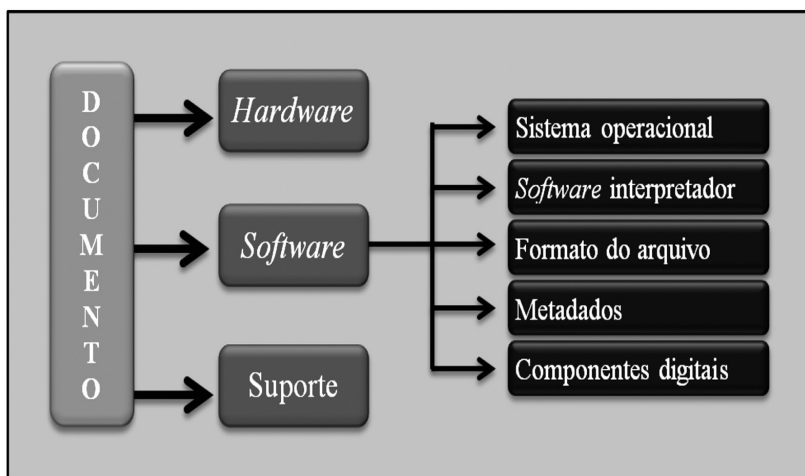 DOCUMENTO
Hardware
Software
Suporte
Sistema operacional
Software interpretador
Formato do arquivo
Metadados
Componentes digitais